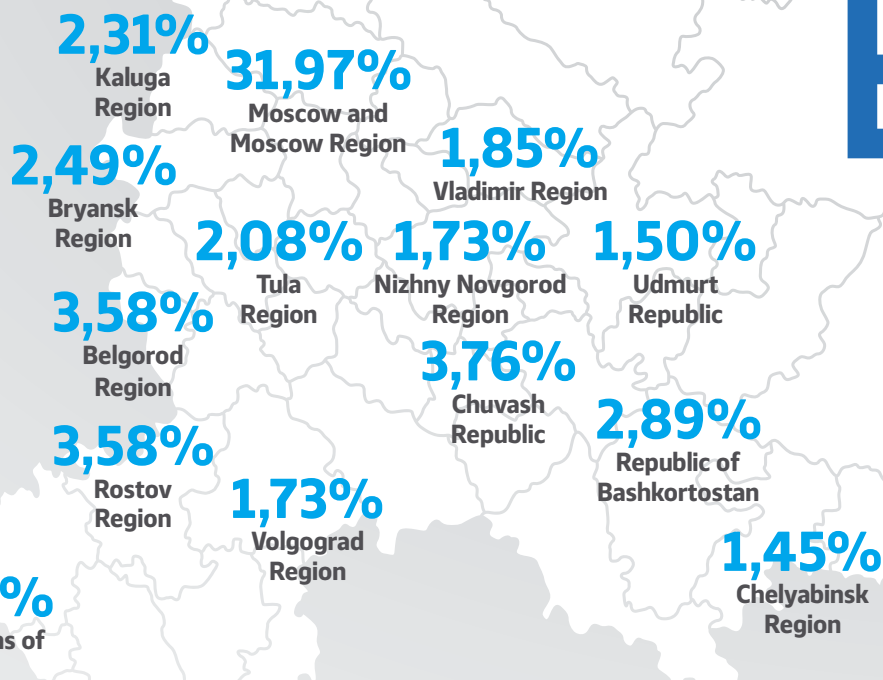 2,31%
Kaluga
Region
31,97%
Moscow and
Moscow Region
1,85%
Vladimir Region
2,49%
Bryansk
Region
2,08%
Tula
Region
1,73%
Nizhny Novgorod
Region
1,50%
Udmurt
Republic
3,58%
Belgorod
Region
3,76%
Chuvash
Republic
2,89%
Republic of
Bashkortostan
3,58%
Rostov
Region
1,73%
Volgograd
Region
1,45%
Chelyabinsk
Region
%
of